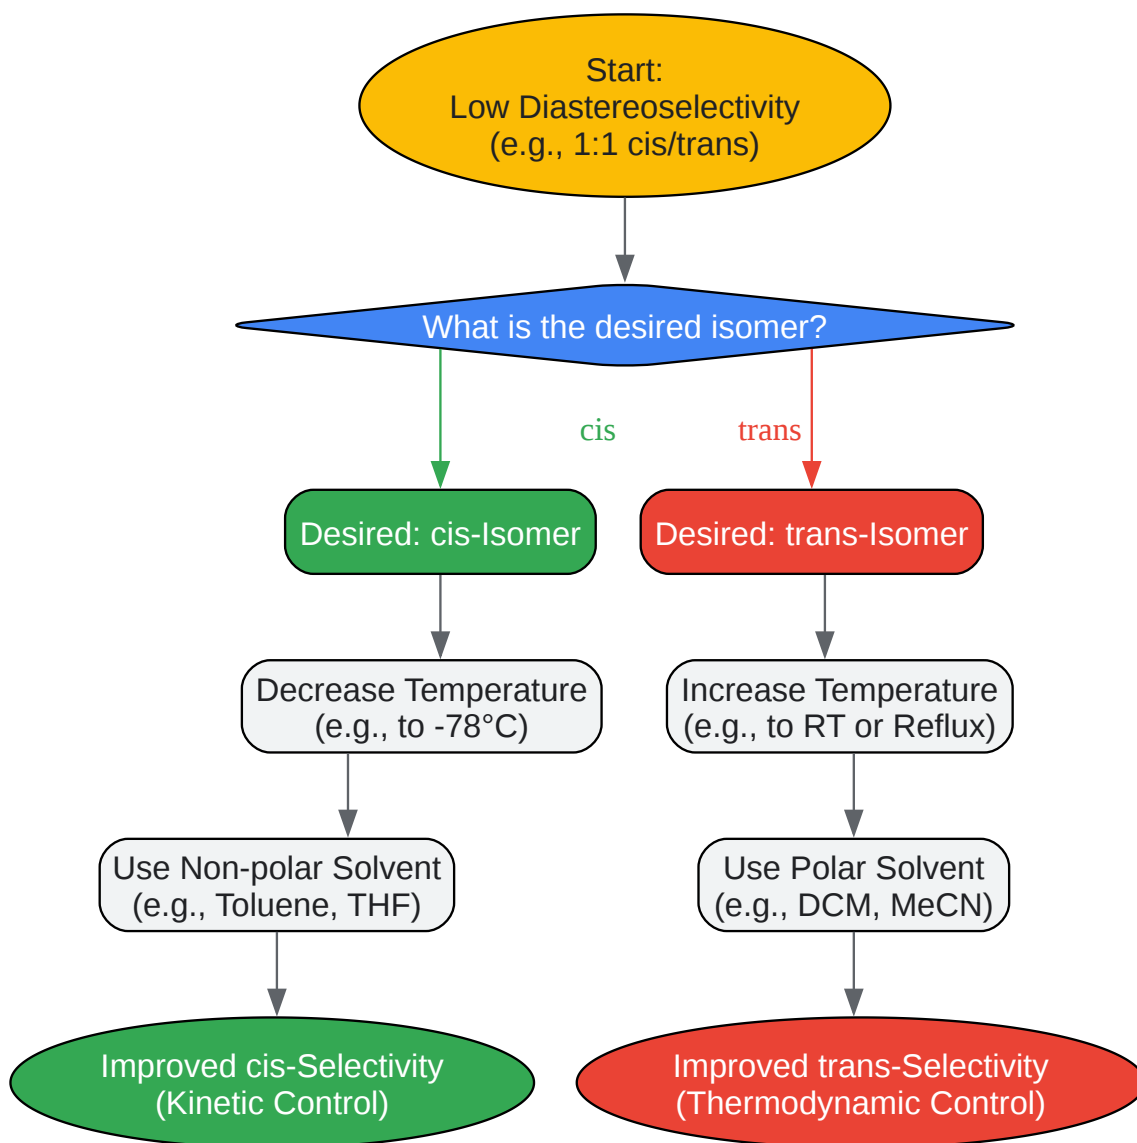 Start:
Low Diastereoselectivity
(e.g., 1:1 cis/trans)
What is the desired isomer?
cis
trans
Desired: cis-Isomer
Desired: trans-Isomer
Decrease Temperature
(e.g., to -78°C)
Increase Temperature
(e.g., to RT or Reflux)
Use Non-polar Solvent
(e.g., Toluene, THF)
Use Polar Solvent
(e.g., DCM, MeCN)
Improved cis-Selectivity
(Kinetic Control)
Improved trans-Selectivity
(Thermodynamic Control)